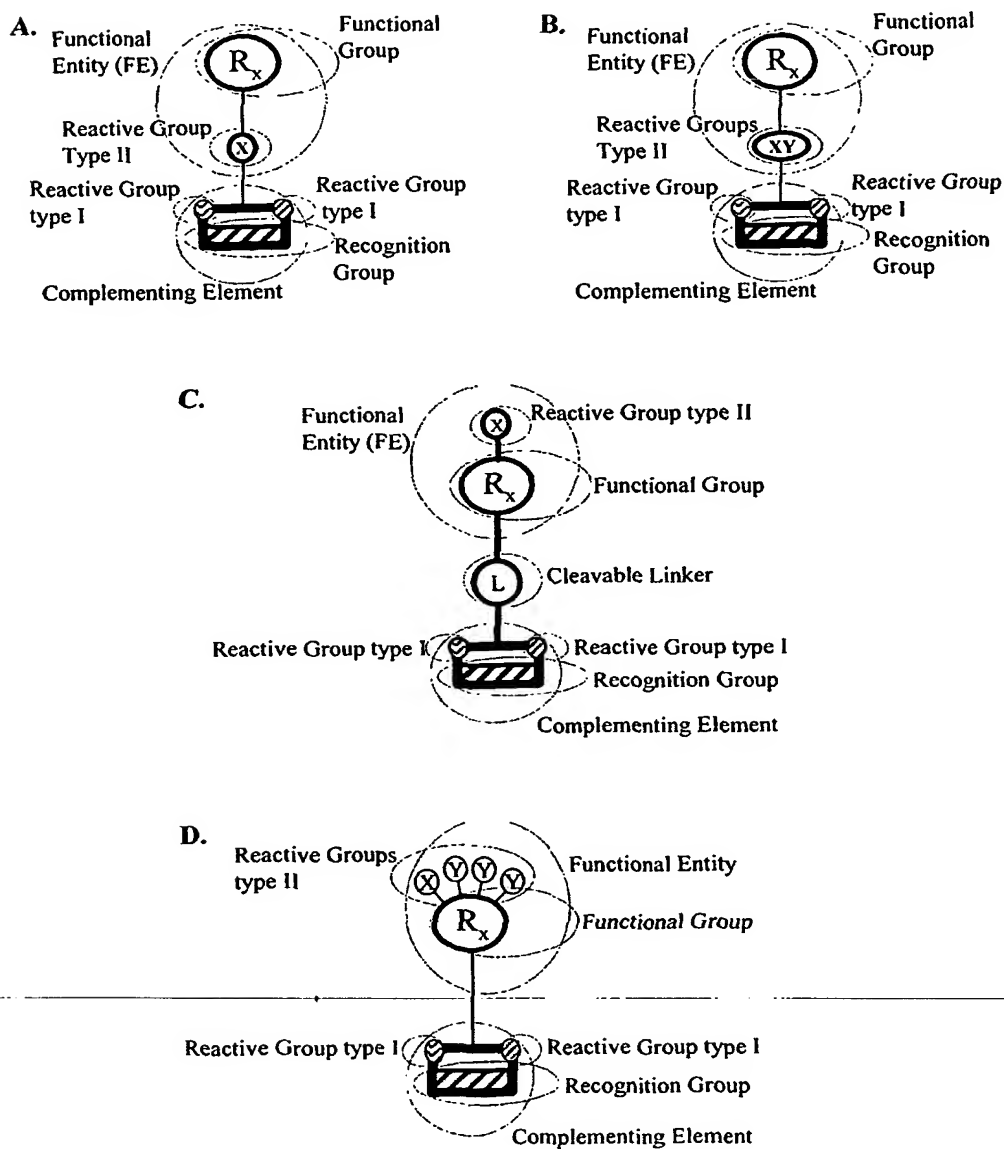 A.
Functional
Entity (FE)
Functional
Group
R x
Reactive Group
Type II
X
Reactive Group
type I
Reactive Group
type I
Recognition
Group
Complementing Element
B.
Functional
Entity (FE)
Functional
Group
R x
Reactive Groups
Type II
XY
Reactive Group
type I
Reactive Group
type I
Recognition
Group
Complementing Element
C.
Functional
Entity (FE)
X
Reactive Group type II
R x
Functional Group
L
Cleavable Linker
Reactive Group type I
Reactive Group type I
Recognition Group
Complementing Element
D.
Reactive Groups
type II
X Y Y Y
Functional Entity
R x
Functional Group
Reactive Group type I
Reactive Group type I
Recognition Group
Complementing Element